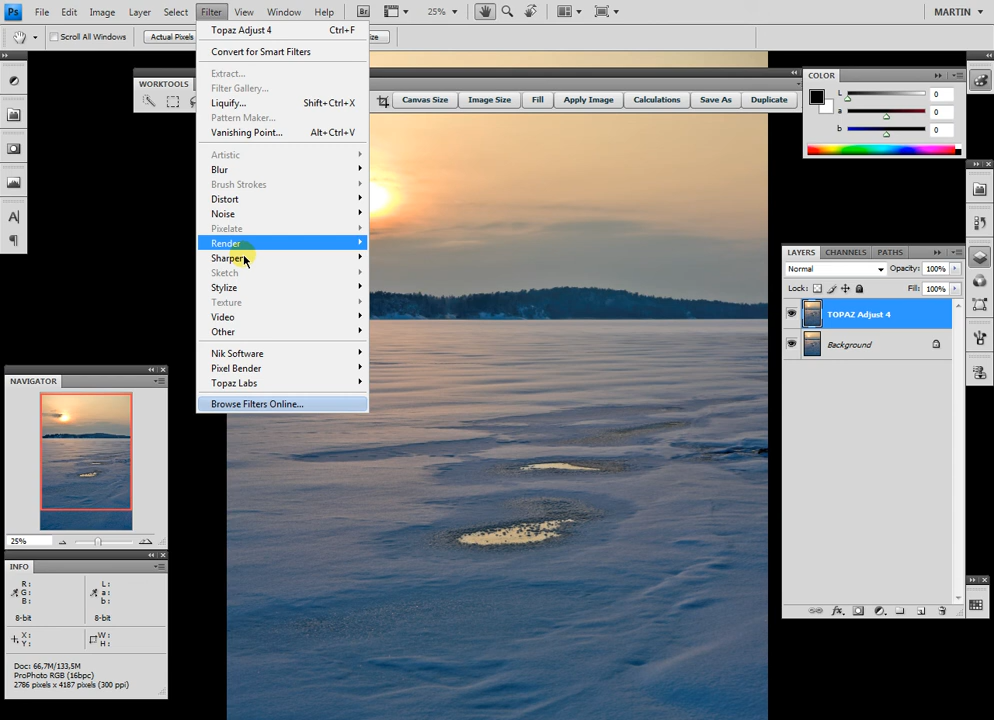 Ps File Edit Image Layer Select Filter View Window Help Br 25% MARTIN
Scroll All Windows Actual Pixels
WORKTOOLS
Canvas Size Image Size Fill Apply Image Calculations Save As Duplicate
Topaz Adjust 4 Ctrl+F
Convert for Smart Filters
Extract...
Filter Gallery...
Liquify... Shift+Ctrl+X
Pattern Maker...
Vanishing Point... Alt+Ctrl+V
Artistic
Blur
Brush Strokes
Distort
Noise
Pixelate
Render
Sharpen
Sketch
Stylize
Texture
Video
Other
Nik Software
Pixel Bender
Topaz Labs
Browse Filters Online...
COLOR
L 0
a 0
b 0
LAYERS CHANNELS PATHS
Normal Opacity: 100%
Lock: Fill: 100%
TOPAZ Adjust 4
Background
fx
A
NAVIGATOR
25%
INFO
R: L:
G: a:
B: b:
8-bit 8-bit
X: W:
Y: H:
Doc: 66,7M/133,5M
ProPhoto RGB (16bpc)
2786 pixels x 4187 pixels (300 ppi)